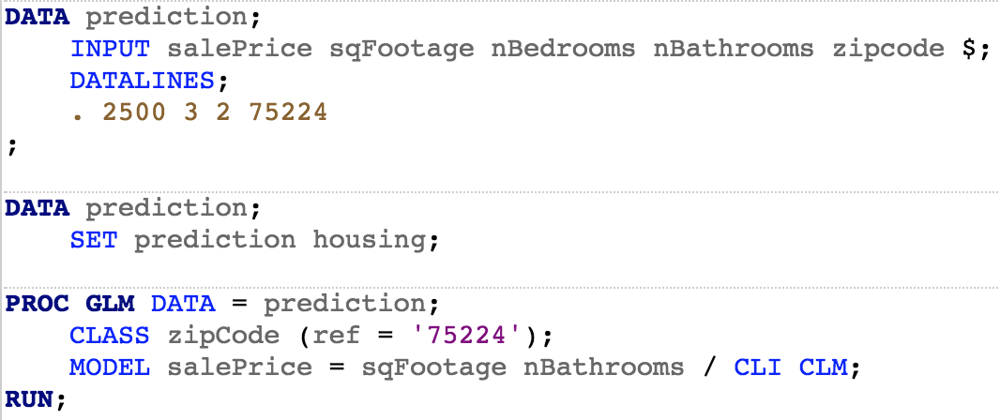 DATA prediction;
INPUT salePrice sqFootage nBedrooms nBathrooms zipcode $;
DATALINES;
. 2500 3 2 75224
;
DATA prediction;
SET prediction housing;
PROC GLM DATA = prediction;
CLASS zipCode (ref = '75224');
MODEL salePrice = sqFootage nBathrooms / CLI CLM;
RUN;